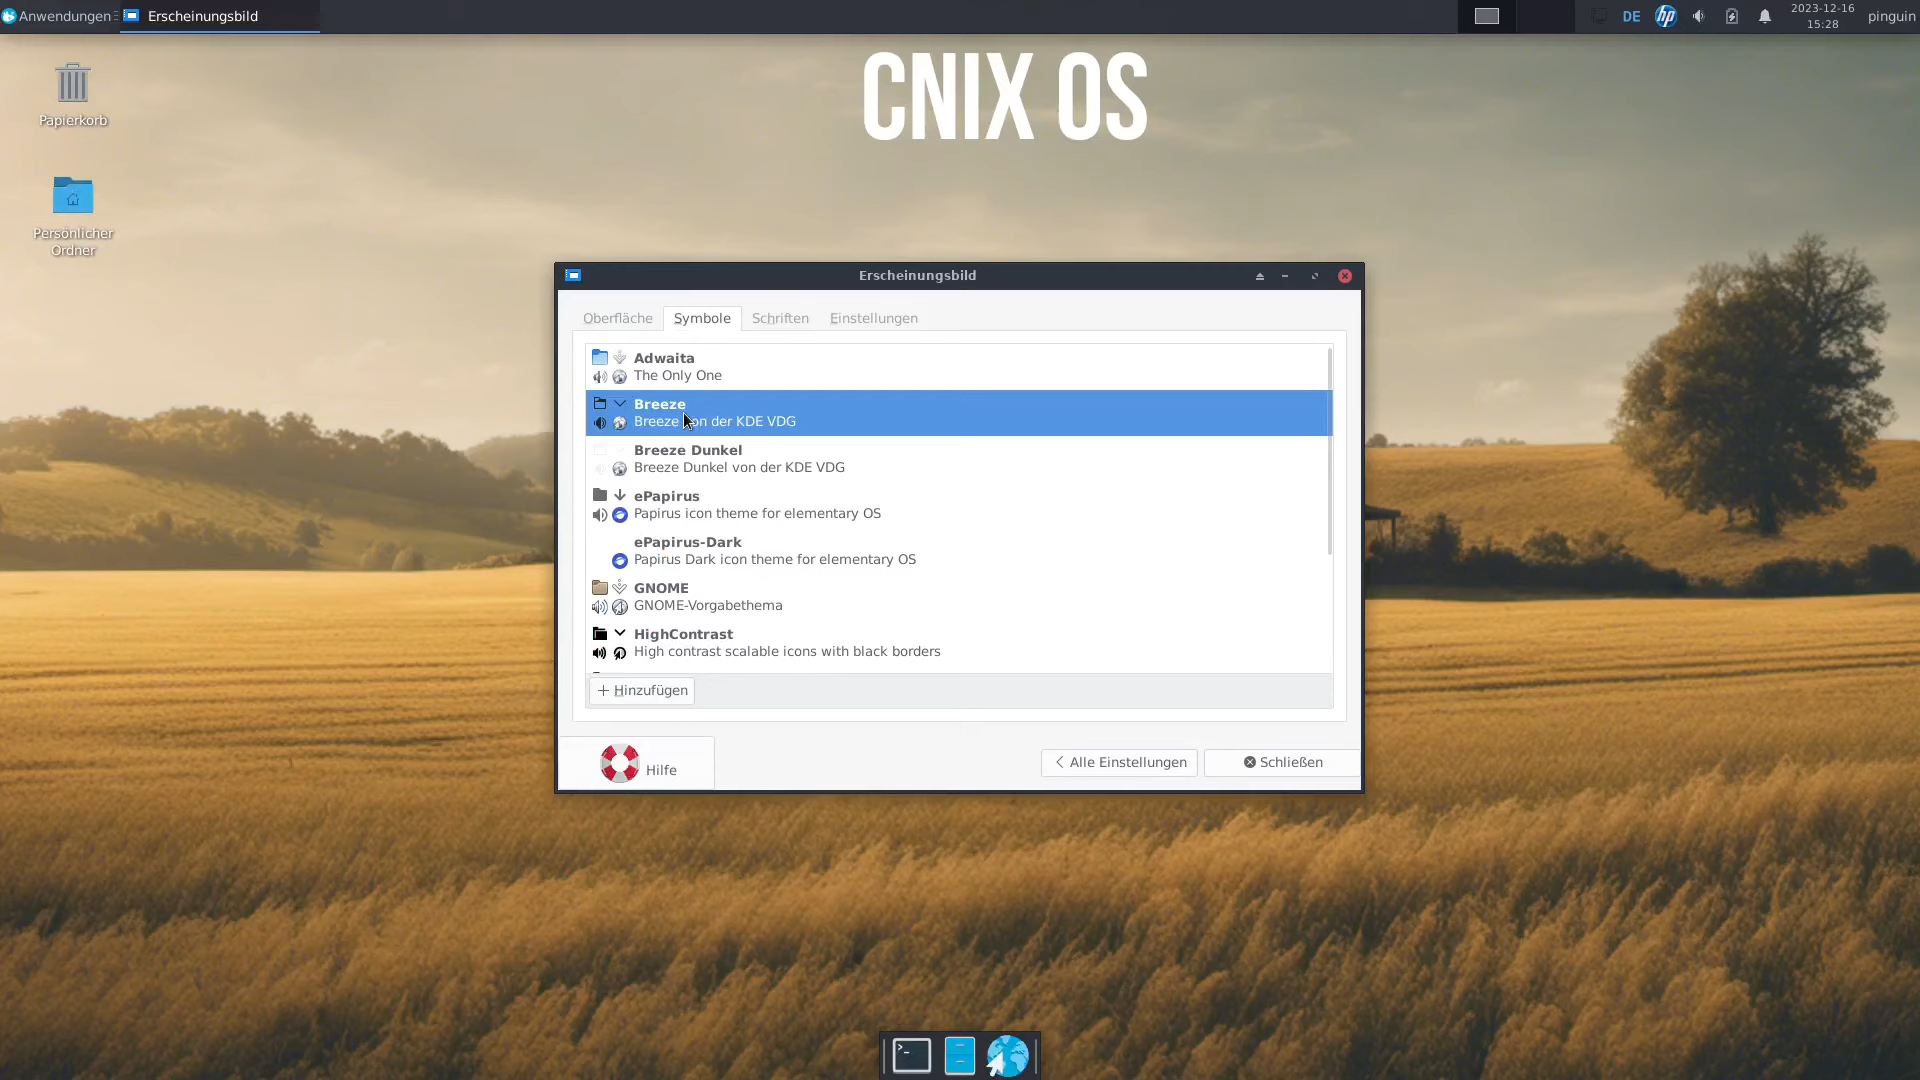 Anwendungen
Erscheinungsbild
DE
hp
2023-12-16
15:28
pinguin
CNIX OS
Papierkorb
Persönlicher
Ordner
Erscheinungsbild
Oberfläche
Symbole
Schriften
Einstellungen
Adwaita
The Only One
Breeze
Breeze von der KDE VDG
Breeze Dunkel
Breeze Dunkel von der KDE VDG
ePapirus
Papirus icon theme for elementary OS
ePapirus-Dark
Papirus Dark icon theme for elementary OS
GNOME
GNOME-Vorgabethema
HighContrast
High contrast scalable icons with black borders
Hinzufügen
Hilfe
Alle Einstellungen
Schließen